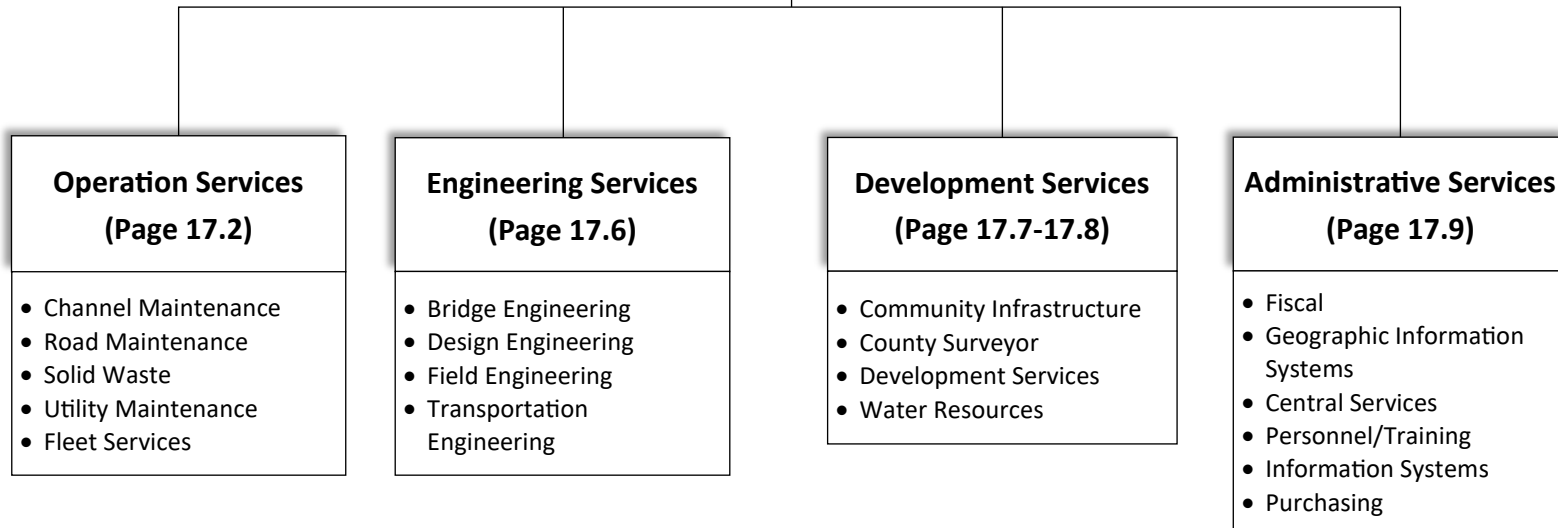 Operation Services
(Page 17.2)
• Channel Maintenance
• Road Maintenance
• Solid Waste
• Utility Maintenance
• Fleet Services
Engineering Services
(Page 17.6)
• Bridge Engineering
• Design Engineering
• Field Engineering
• Transportation
Engineering
Development Services
(Page 17.7-17.8)
• Community Infrastructure
• County Surveyor
• Development Services
• Water Resources
Administrative Services
(Page 17.9)
• Fiscal
• Geographic Information
Systems
• Central Services
• Personnel/Training
• Information Systems
• Purchasing